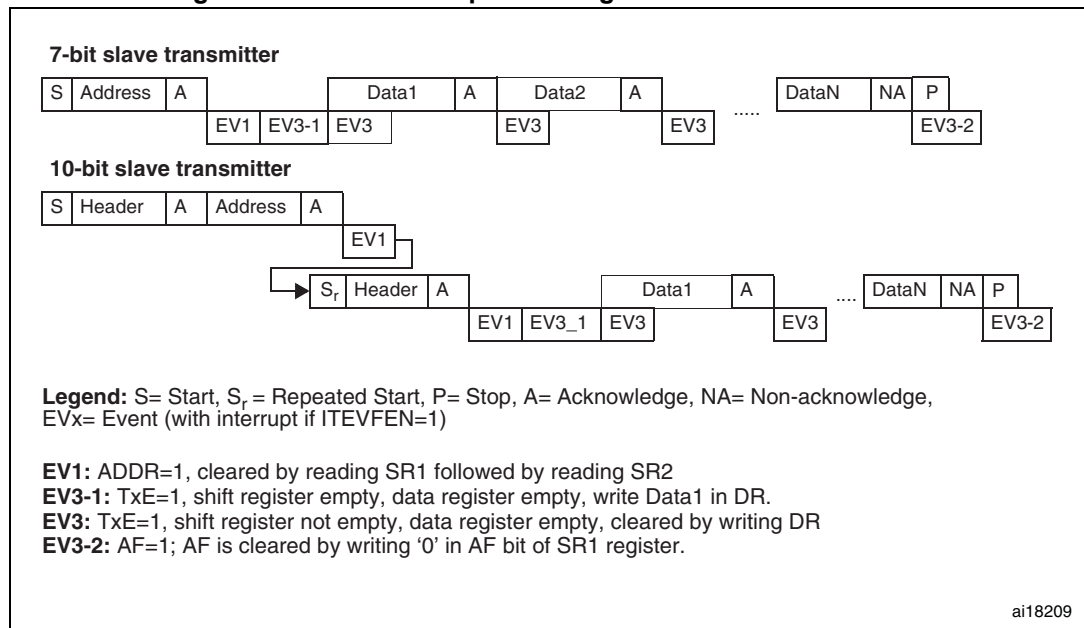 7-bit slave transmitter
S Address A Data1 A Data2 A ..... DataN NA P
EV1 EV3-1 EV3 EV3 EV3 EV3-2
10-bit slave transmitter
S Header A Address A
EV1
Sr Header A Data1 A .... DataN NA P
EV1 EV3_1 EV3 EV3 EV3-2
Legend: S= Start, Sr = Repeated Start, P= Stop, A= Acknowledge, NA= Non-acknowledge,
EVx= Event (with interrupt if ITEVFEN=1)
EV1: ADDR=1, cleared by reading SR1 followed by reading SR2
EV3-1: TxE=1, shift register empty, data register empty, write Data1 in DR.
EV3: TxE=1, shift register not empty, data register empty, cleared by writing DR
EV3-2: AF=1; AF is cleared by writing ‘0’ in AF bit of SR1 register.
ai18209